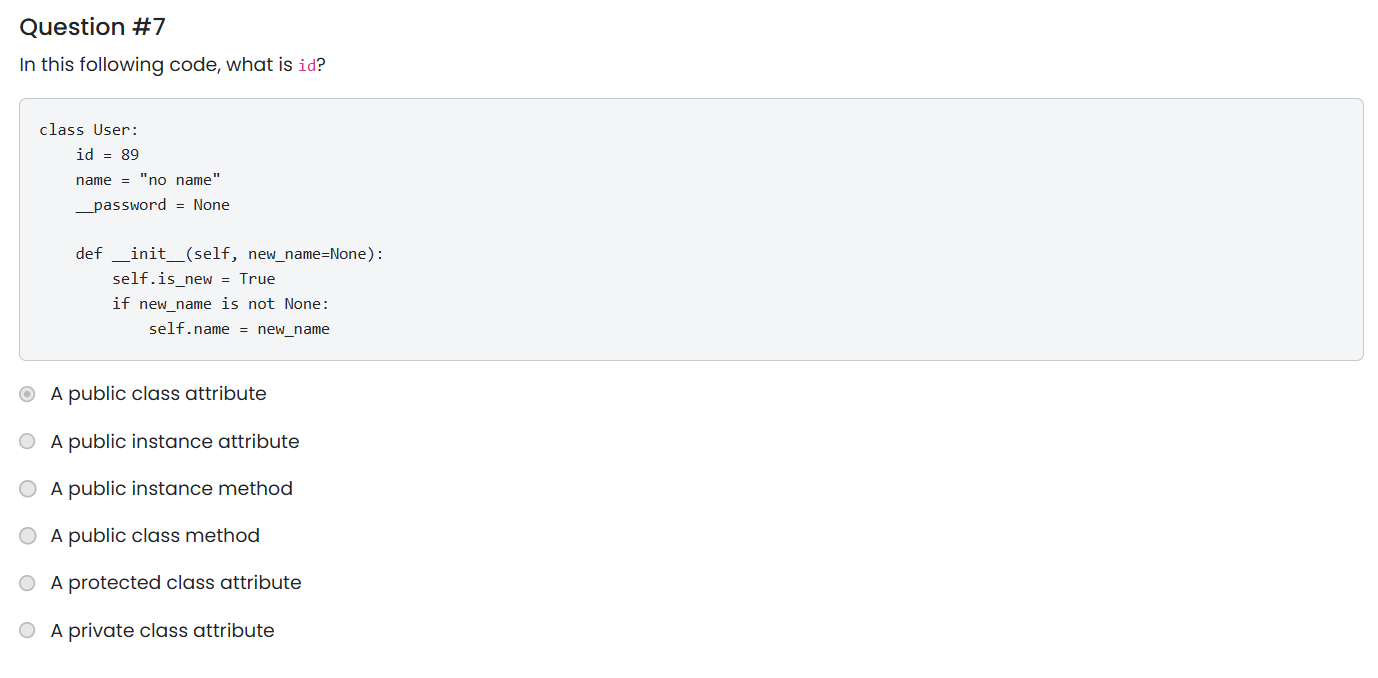 Question #7
In this following code, what is id?
class User:
    id = 89
    name = "no name"
    __password = None

    def __init__(self, new_name=None):
        self.is_new = True
        if new_name is not None:
            self.name = new_name
A public class attribute
A public instance attribute
A public instance method
A public class method
A protected class attribute
A private class attribute